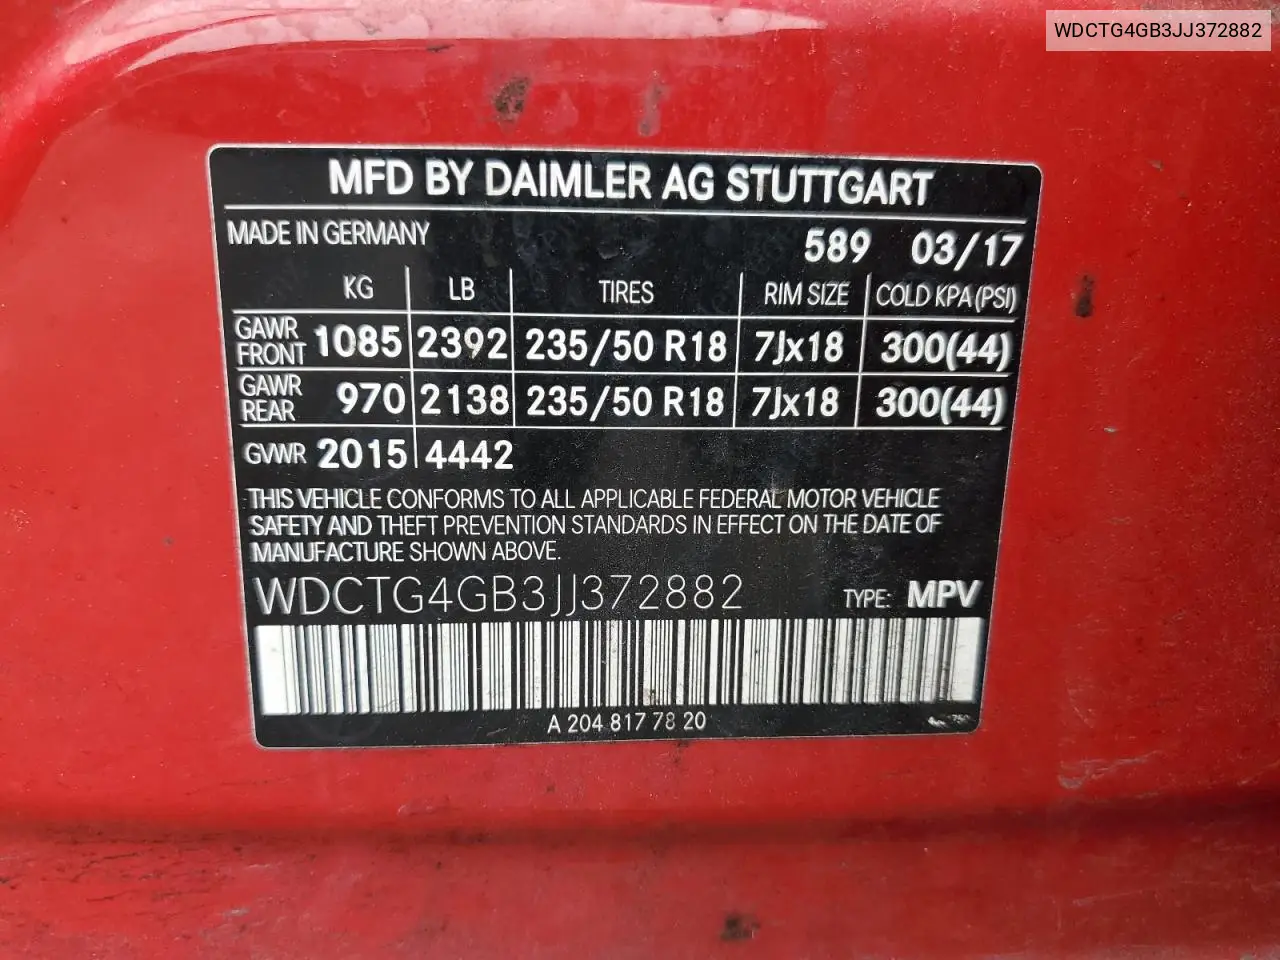 WDCTG4GB3JJ372882
MFD BY DAIMLER AG STUTTGART
MADE IN GERMANY 589 03/17
KG LB TIRES RIM SIZE COLD KPA (PSI)
GAWR FRONT 1085 2392 235/50 R18 7Jx18 300(44)
GAWR REAR 970 2138 235/50 R18 7Jx18 300(44)
GVWR 2015 4442
THIS VEHICLE CONFORMS TO ALL APPLICABLE FEDERAL MOTOR VEHICLE
SAFETY AND THEFT PREVENTION STANDARDS IN EFFECT ON THE DATE OF
MANUFACTURE SHOWN ABOVE.
WDCTG4GB3JJ372882 TYPE: MPV
A 204 817 78 20